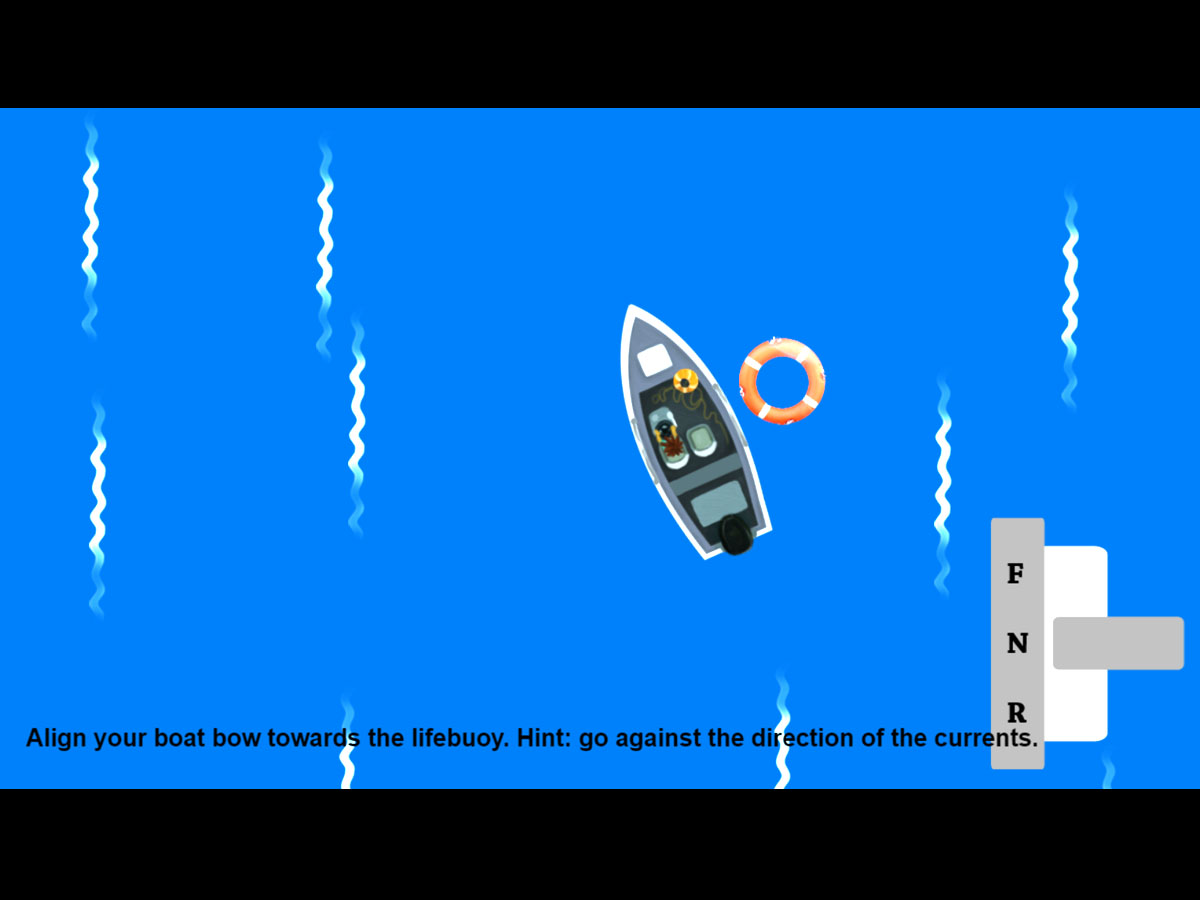 F
N
R
Align your boat bow towards the lifebuoy. Hint: go against the direction of the currents.